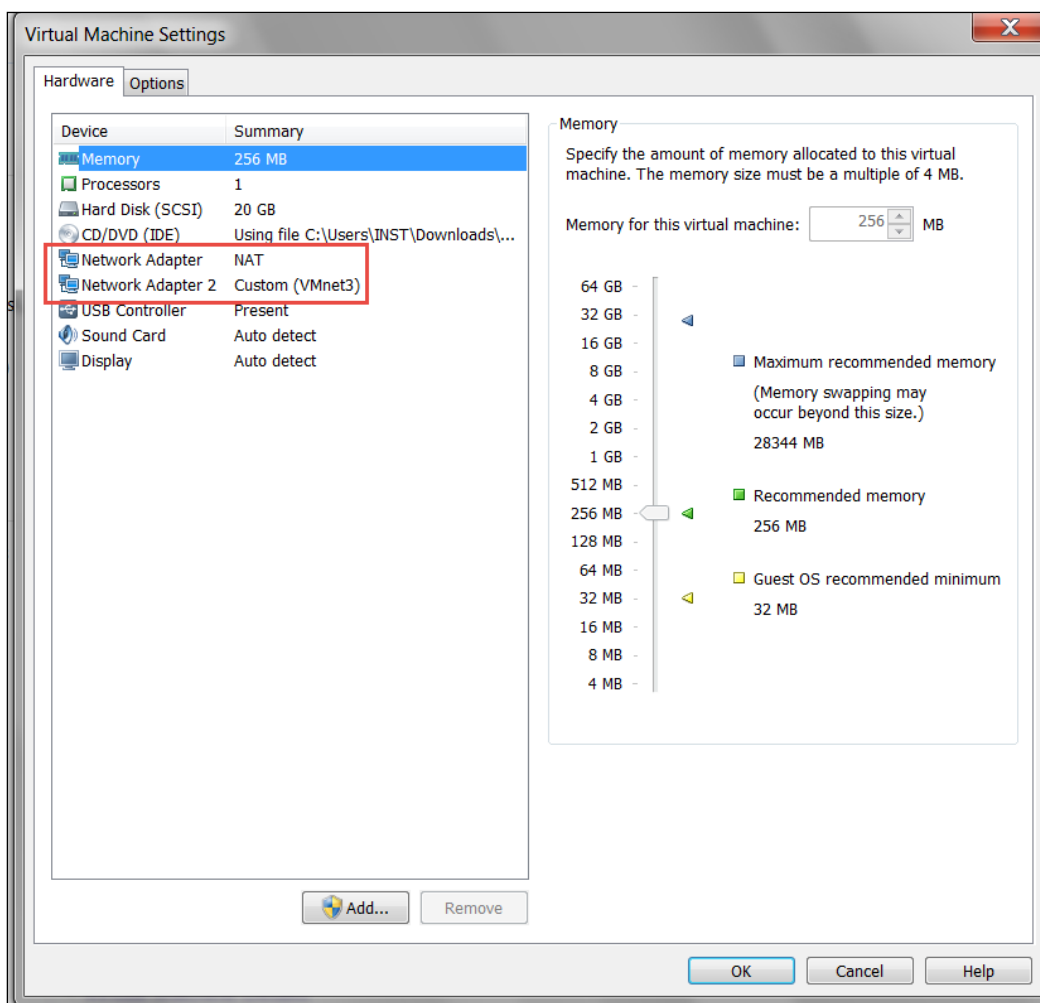 Virtual Machine Settings
X
Hardware Options
Device Summary
Memory 256 MB
Processors 1
Hard Disk (SCSI) 20 GB
CD/DVD (IDE) Using file C:\Users\INST\Downloads\...
Network Adapter NAT
Network Adapter 2 Custom (VMnet3)
USB Controller Present
Sound Card Auto detect
Display Auto detect
Add... Remove
Memory
Specify the amount of memory allocated to this virtual
machine. The memory size must be a multiple of 4 MB.
Memory for this virtual machine: 256 MB
64 GB
32 GB
16 GB
8 GB
4 GB
2 GB
1 GB
512 MB
256 MB
128 MB
64 MB
32 MB
16 MB
8 MB
4 MB
Maximum recommended memory
(Memory swapping may
occur beyond this size.)
28344 MB
Recommended memory
256 MB
Guest OS recommended minimum
32 MB
OK Cancel Help